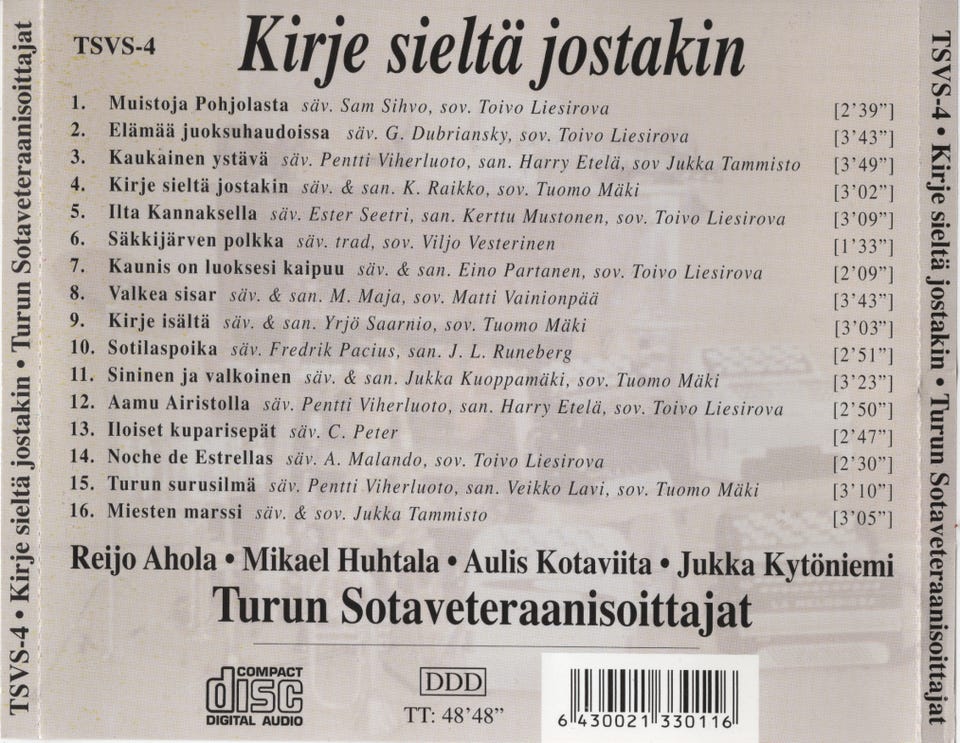 TSVS-4 • Kirje sieltä jostakin • Turun Sotaveteraanisoittajat
TSVS-4
Kirje sieltä jostakin
1. Muistoja Pohjolasta säv. Sam Sihvo, sov. Toivo Liesirova [2'39"]
2. Elämää juoksuhaudoissa säv. G. Dubriansky, sov. Toivo Liesirova [3'43"]
3. Kaukainen ystävä säv. Pentti Viherluoto, san. Harry Etelä, sov Jukka Tammisto [3'49"]
4. Kirje sieltä jostakin säv. & san. K. Raikko, sov. Tuomo Mäki [3'02"]
5. Ilta Kannaksella säv. Ester Seetri, san. Kerttu Mustonen, sov. Toivo Liesirova [3'09"]
6. Säkkijärven polkka säv. trad, sov. Viljo Vesterinen [1'33"]
7. Kaunis on luoksesi kaipuu säv. & san. Eino Partanen, sov. Toivo Liesirova [2'09"]
8. Valkea sisar säv. & san. M. Maja, sov. Matti Vainionpää [3'43"]
9. Kirje isältä säv. & san. Yrjö Saarnio, sov. Tuomo Mäki [3'03"]
10. Sotilaspoika säv. Fredrik Pacius, san. J. L. Runeberg [2'51"]
11. Sininen ja valkoinen säv. & san. Jukka Kuoppamäki, sov. Tuomo Mäki [3'23"]
12. Aamu Airistolla säv. Pentti Viherluoto, san. Harry Etelä, sov. Toivo Liesirova [2'50"]
13. Iloiset kuparisepät säv. C. Peter [2'47"]
14. Noche de Estrellas säv. A. Malando, sov. Toivo Liesirova [2'30"]
15. Turun surusilmä säv. Pentti Viherluoto, san. Veikko Lavi, sov. Tuomo Mäki [3'10"]
16. Miesten marssi säv. & sov. Jukka Tammisto [3'05"]
Reijo Ahola • Mikael Huhtala • Aulis Kotaviita • Jukka Kytöniemi
Turun Sotaveteraanisoittajat
COMPACT
disc
DIGITAL AUDIO
DDD
TT: 48'48"
6 430021 330116
TSVS-4 • Kirje sieltä jostakin • Turun Sotaveteraanisoittajat